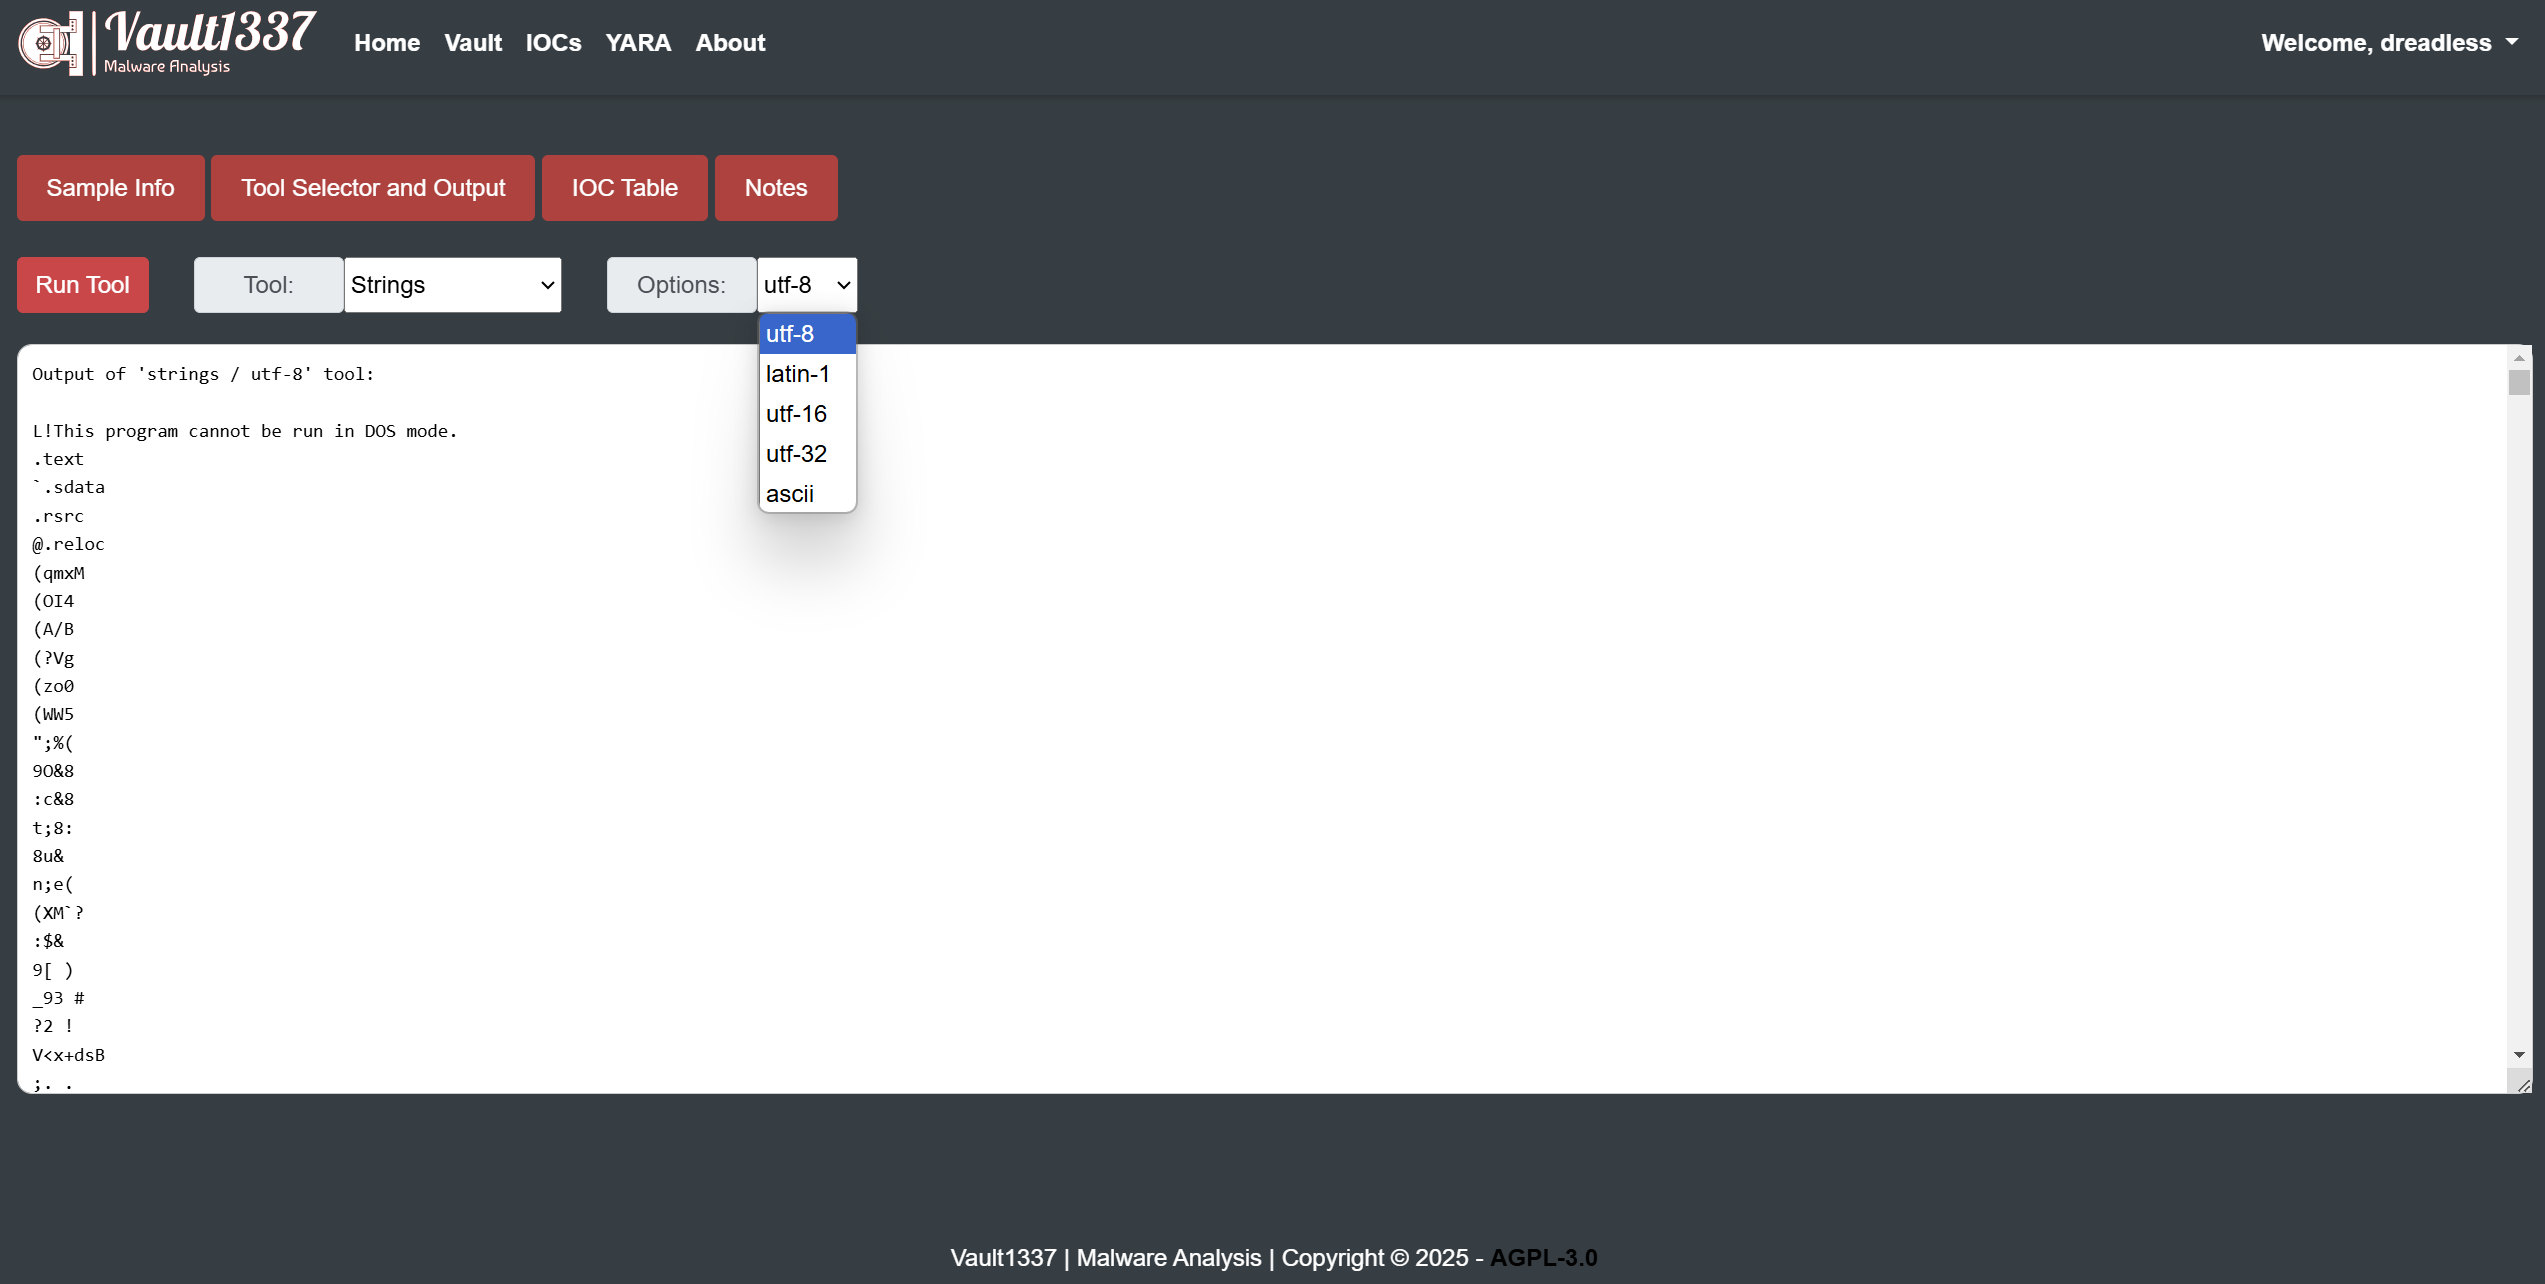 Vault1337
Malware Analysis
Home Vault IOCs YARA About
Welcome, dreadless
Sample Info Tool Selector and Output IOC Table Notes
Run Tool Tool: Strings Options: utf-8
utf-8
latin-1
utf-16
utf-32
ascii
Output of 'strings / utf-8' tool:
L!This program cannot be run in DOS mode.
.text
`.sdata
.rsrc
@.reloc
(qmxM
(OI4
(A/B
(?Vg
(zo0
(WW5
";%(
9O&8
:c&8
t;8:
8u&
n;e(
(XM`?
:$&
9[ )
_93 #
?2 !
V<x+dsB
;. .
Vault1337 | Malware Analysis | Copyright © 2025 - AGPL-3.0